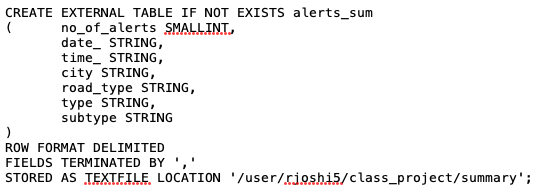 CREATE EXTERNAL TABLE IF NOT EXISTS alerts_sum
(       no_of_alerts SMALLINT,
        date_ STRING,
        time_ STRING,
        city STRING,
        road_type STRING,
        type STRING,
        subtype STRING
)
ROW FORMAT DELIMITED
FIELDS TERMINATED BY ','
STORED AS TEXTFILE LOCATION '/user/rjoshi5/class_project/summary';